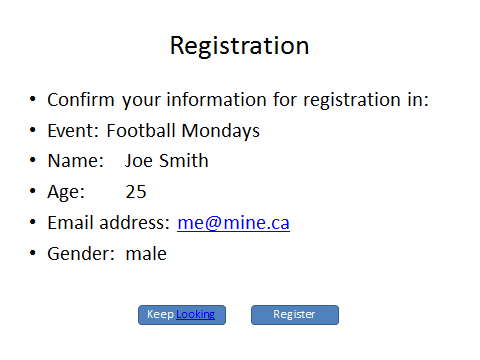 Registration
• Confirm your information for registration in:
• Event: Football Mondays
• Name: Joe Smith
• Age: 25
• Email address: me@mine.ca
• Gender: male
Keep Looking
Register